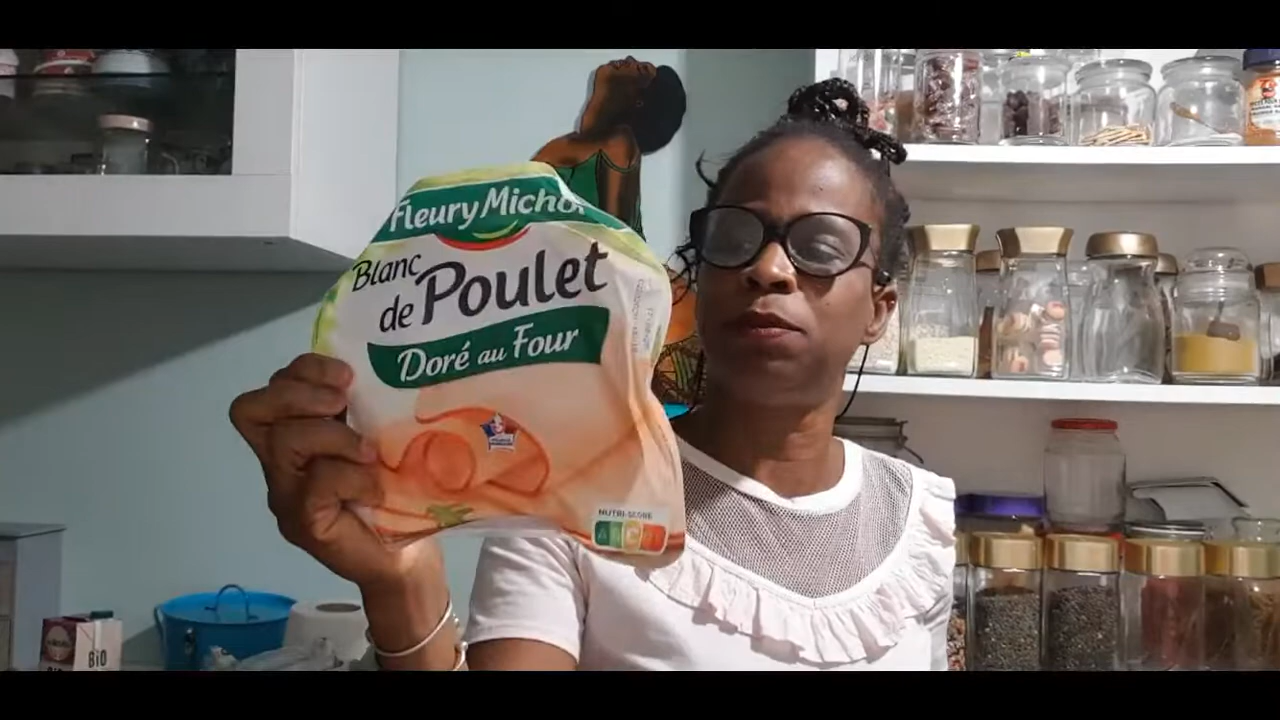 Fleury Michon
Blanc
de Poulet
Doré au Four
NUTRI-SCORE
BiO